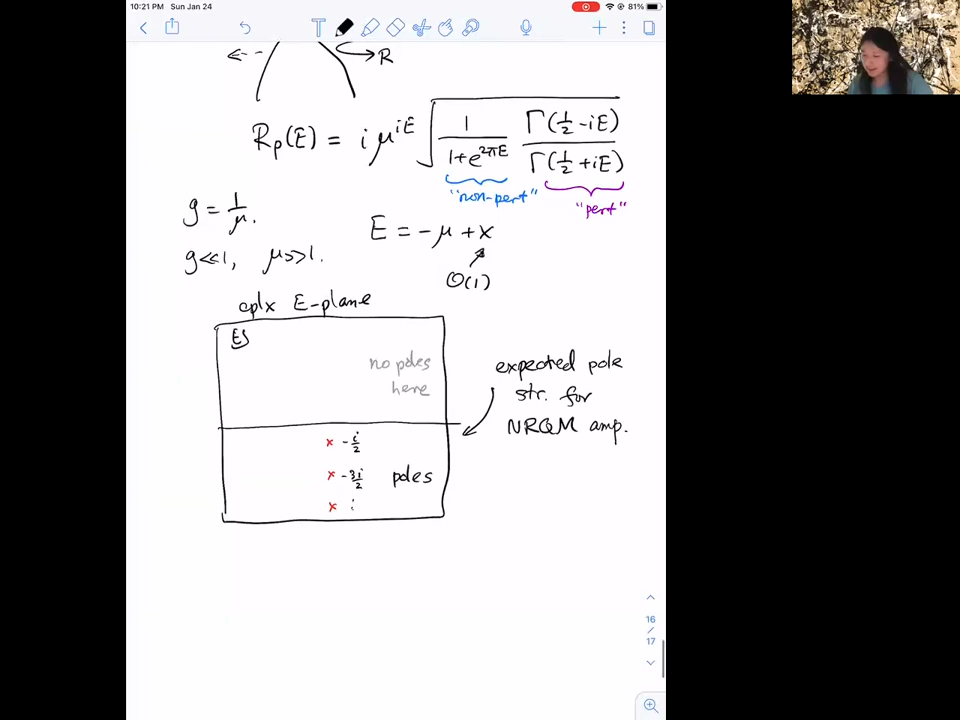 10:21 PM Sun Jan 24
81%
T
R
R_p(E) = i μ^{iE} √( 1 / (1+e^{2πE}) Γ(½-iE) / Γ(½+iE) )
"non-pert"
"pert"
g = 1/μ.
g<<1, μ>>1.
E = -μ + x
O(1)
cplx E-plane
E
no poles
here
x -i/2
x -3i/2 poles
x ⋮
expected pole
str. for
NRQM amp.
16
/
17